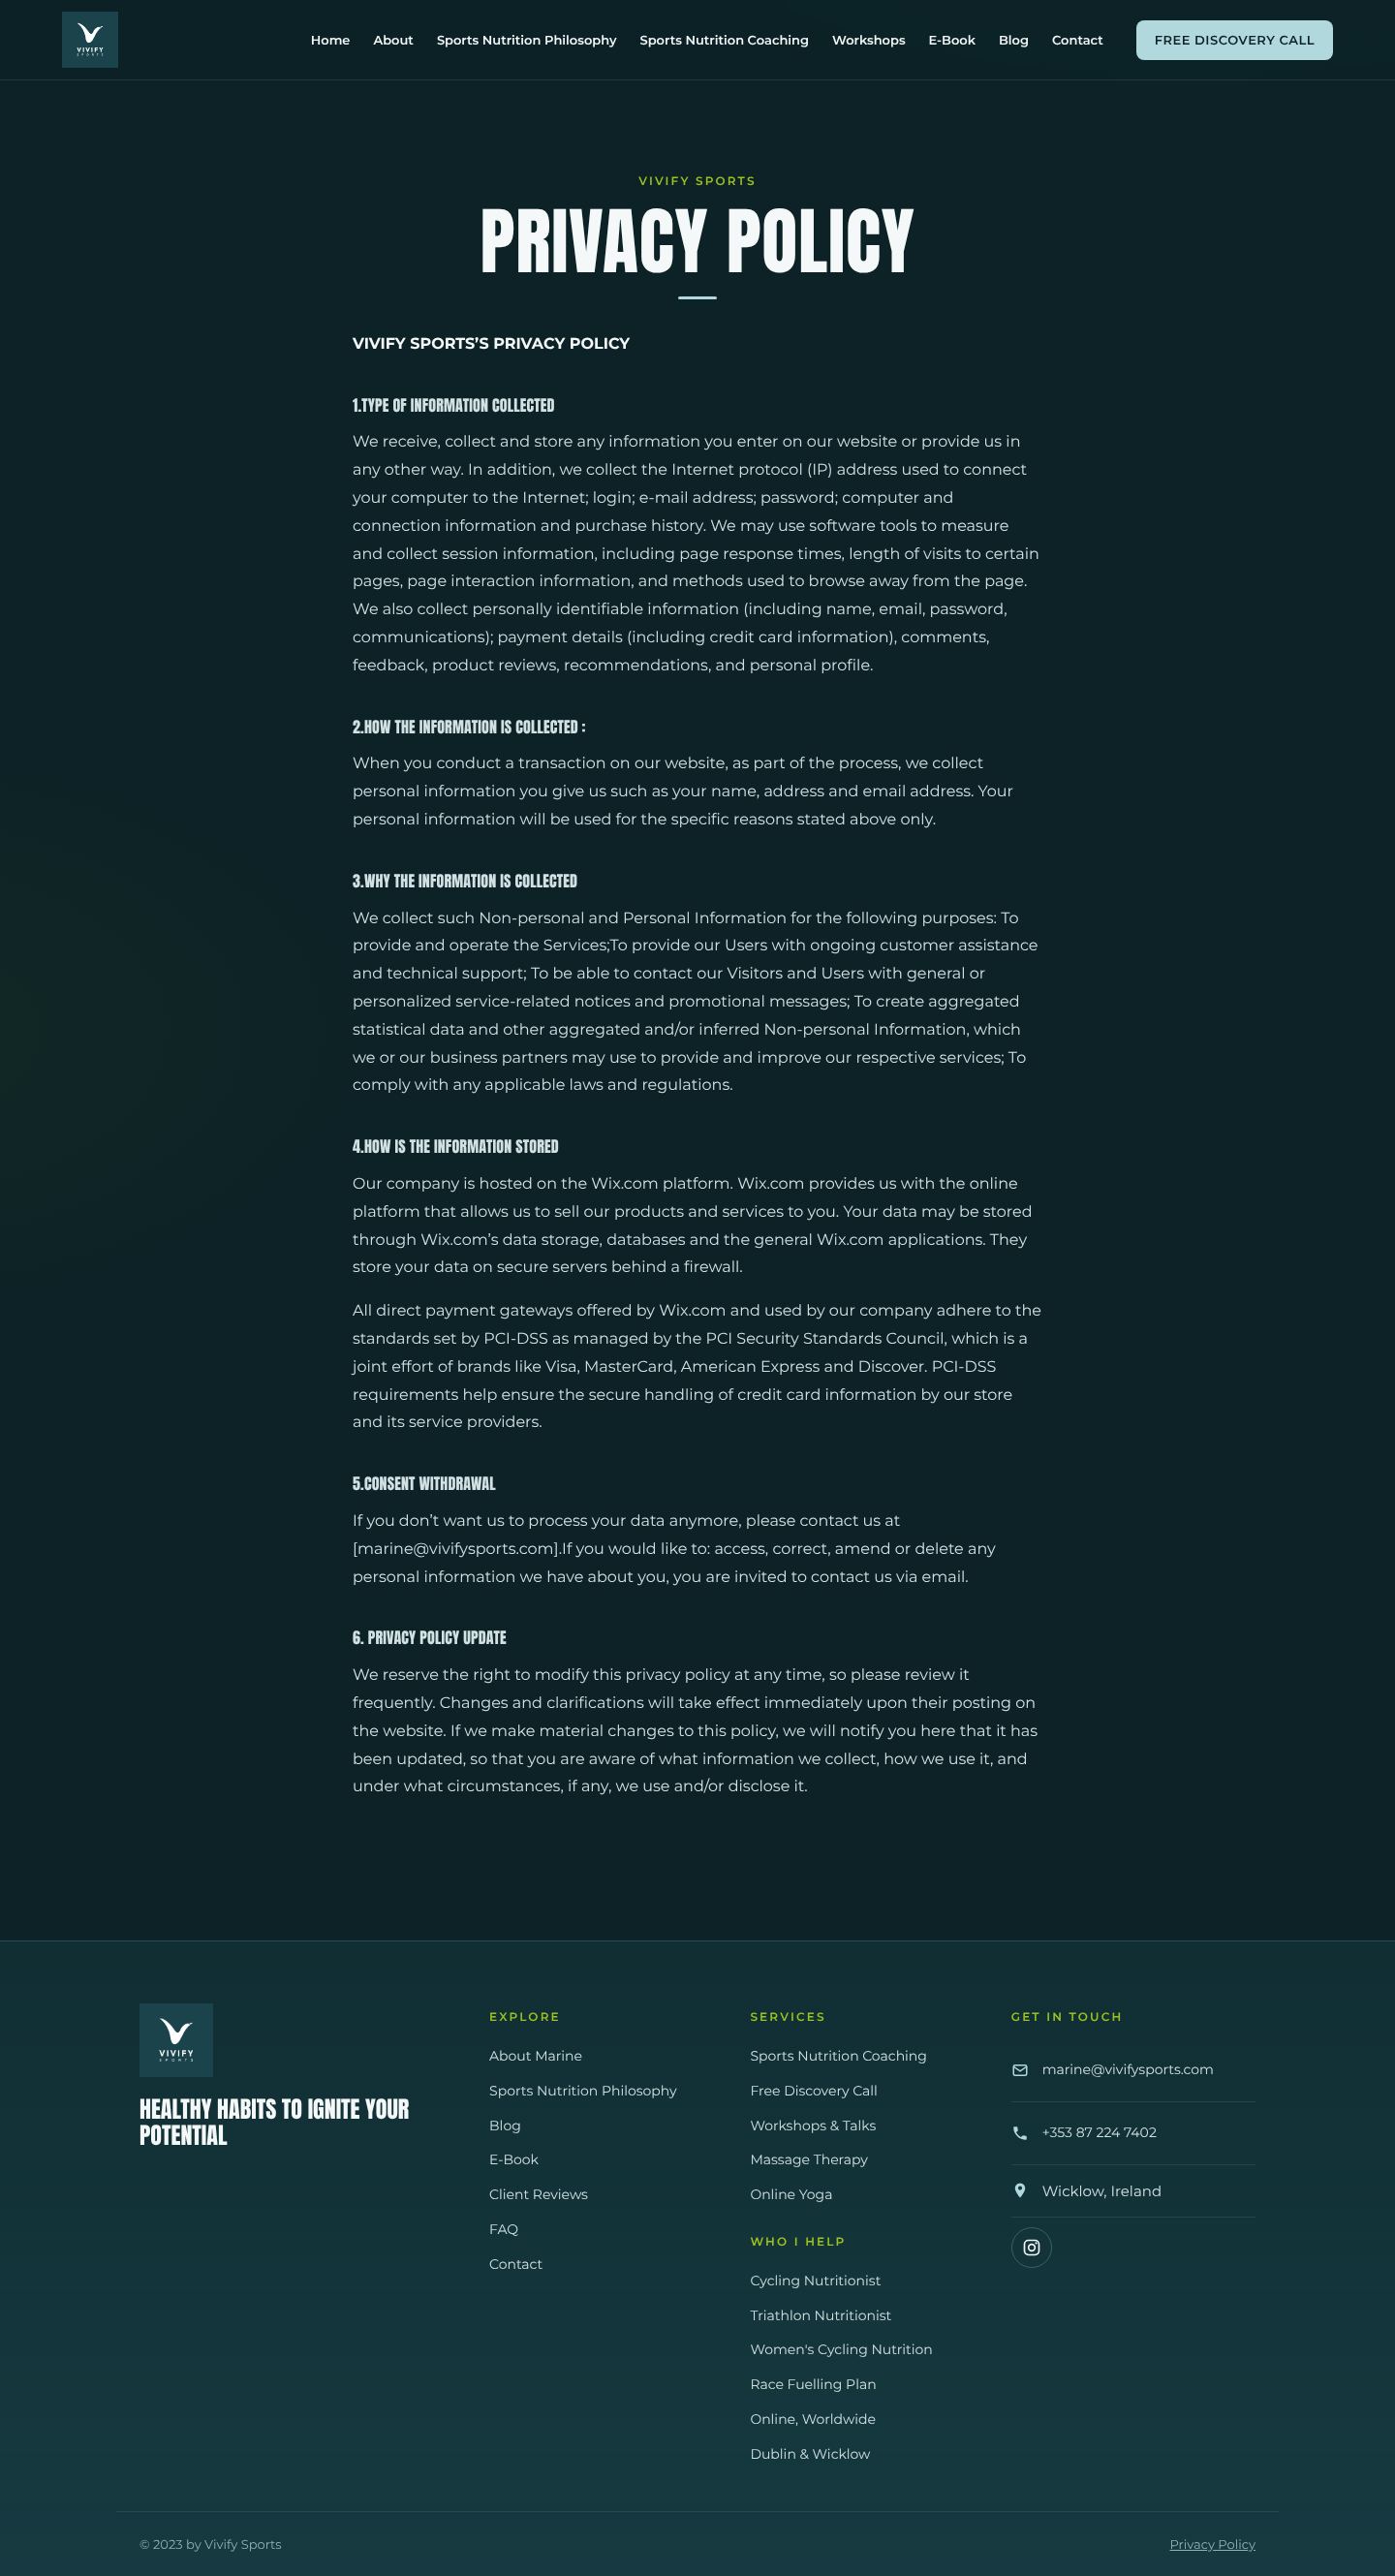 VIVIFY
SPORTS
Home About Sports Nutrition Philosophy Sports Nutrition Coaching Workshops E-Book Blog Contact FREE DISCOVERY CALL
VIVIFY SPORTS
PRIVACY POLICY
VIVIFY SPORTS’S PRIVACY POLICY
1.TYPE OF INFORMATION COLLECTED
We receive, collect and store any information you enter on our website or provide us in
any other way. In addition, we collect the Internet protocol (IP) address used to connect
your computer to the Internet; login; e-mail address; password; computer and
connection information and purchase history. We may use software tools to measure
and collect session information, including page response times, length of visits to certain
pages, page interaction information, and methods used to browse away from the page.
We also collect personally identifiable information (including name, email, password,
communications); payment details (including credit card information), comments,
feedback, product reviews, recommendations, and personal profile.
2.HOW THE INFORMATION IS COLLECTED :
When you conduct a transaction on our website, as part of the process, we collect
personal information you give us such as your name, address and email address. Your
personal information will be used for the specific reasons stated above only.
3.WHY THE INFORMATION IS COLLECTED
We collect such Non-personal and Personal Information for the following purposes: To
provide and operate the Services;To provide our Users with ongoing customer assistance
and technical support; To be able to contact our Visitors and Users with general or
personalized service-related notices and promotional messages; To create aggregated
statistical data and other aggregated and/or inferred Non-personal Information, which
we or our business partners may use to provide and improve our respective services; To
comply with any applicable laws and regulations.
4.HOW IS THE INFORMATION STORED
Our company is hosted on the Wix.com platform. Wix.com provides us with the online
platform that allows us to sell our products and services to you. Your data may be stored
through Wix.com’s data storage, databases and the general Wix.com applications. They
store your data on secure servers behind a firewall.
All direct payment gateways offered by Wix.com and used by our company adhere to the
standards set by PCI-DSS as managed by the PCI Security Standards Council, which is a
joint effort of brands like Visa, MasterCard, American Express and Discover. PCI-DSS
requirements help ensure the secure handling of credit card information by our store
and its service providers.
5.CONSENT WITHDRAWAL
If you don’t want us to process your data anymore, please contact us at
[marine@vivifysports.com].If you would like to: access, correct, amend or delete any
personal information we have about you, you are invited to contact us via email.
6. PRIVACY POLICY UPDATE
We reserve the right to modify this privacy policy at any time, so please review it
frequently. Changes and clarifications will take effect immediately upon their posting on
the website. If we make material changes to this policy, we will notify you here that it has
been updated, so that you are aware of what information we collect, how we use it, and
under what circumstances, if any, we use and/or disclose it.
VIVIFY
SPORTS
HEALTHY HABITS TO IGNITE YOUR
POTENTIAL
EXPLORE
About Marine
Sports Nutrition Philosophy
Blog
E-Book
Client Reviews
FAQ
Contact
SERVICES
Sports Nutrition Coaching
Free Discovery Call
Workshops & Talks
Massage Therapy
Online Yoga
WHO I HELP
Cycling Nutritionist
Triathlon Nutritionist
Women's Cycling Nutrition
Race Fuelling Plan
Online, Worldwide
Dublin & Wicklow
GET IN TOUCH
marine@vivifysports.com
+353 87 224 7402
Wicklow, Ireland
© 2023 by Vivify Sports
Privacy Policy